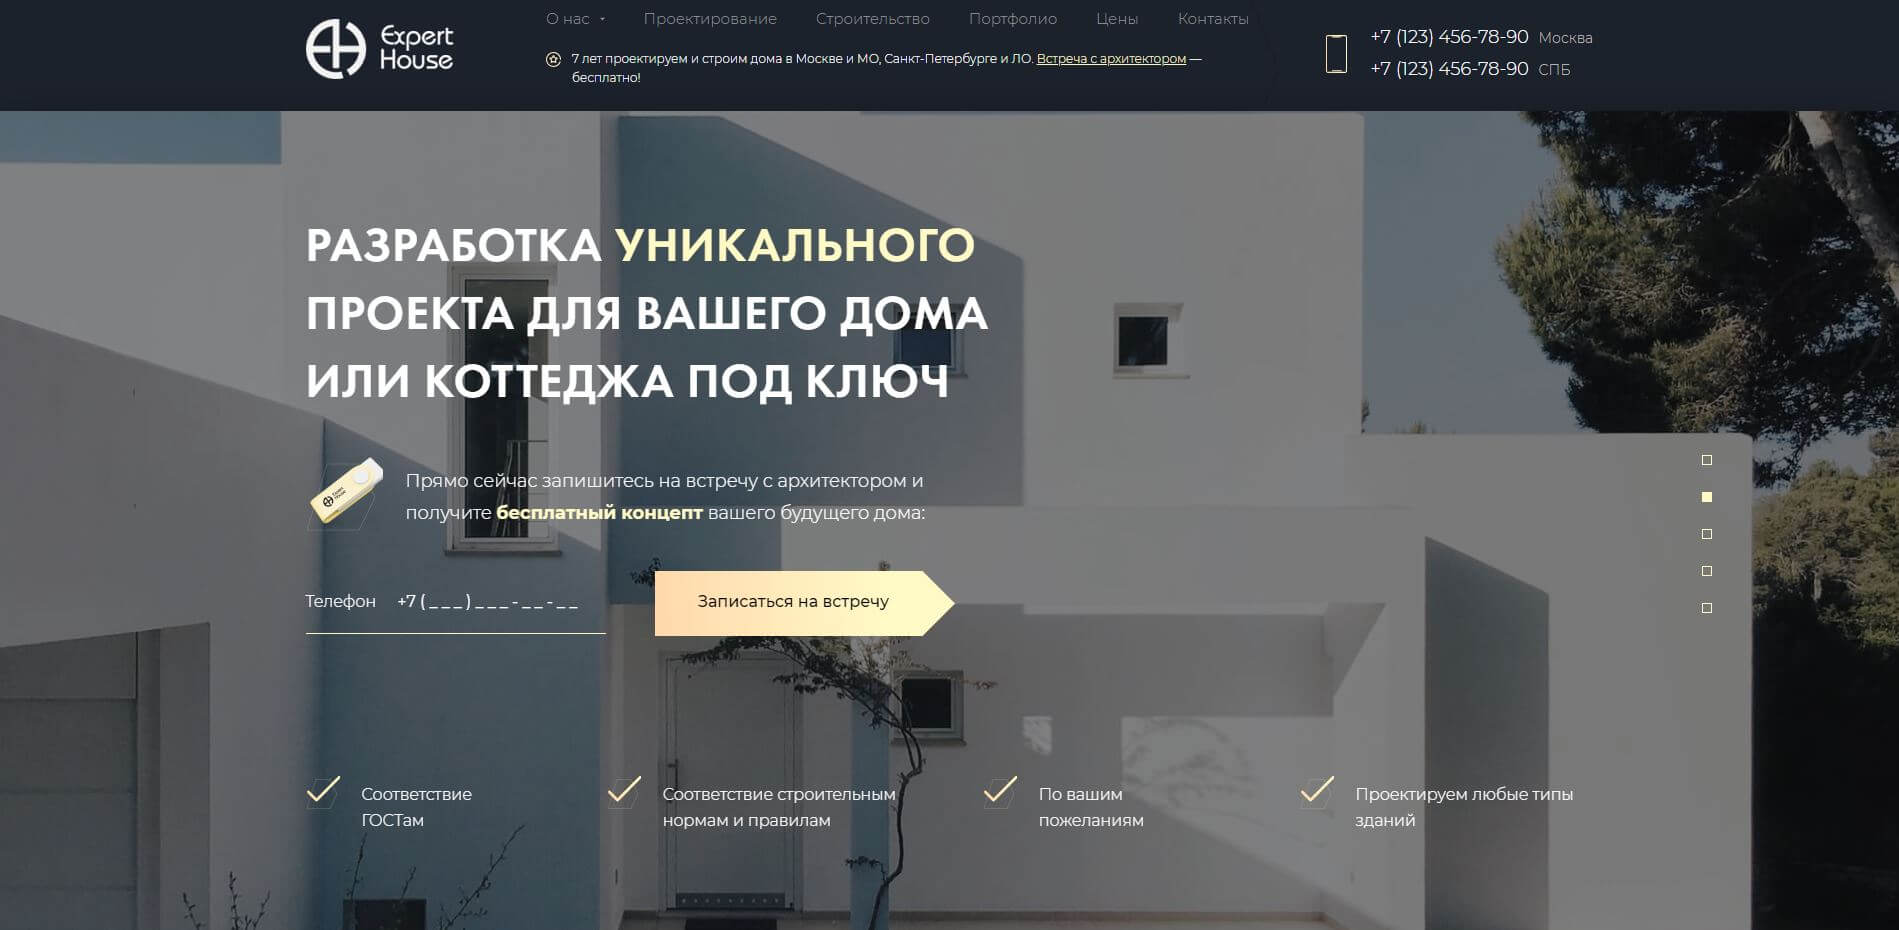 Expert
House
О нас
Проектирование
Строительство
Портфолио
Цены
Контакты
7 лет проектируем и строим дома в Москве и МО, Санкт-Петербурге и ЛО. Встреча с архитектором —
бесплатно!
+7 (123) 456-78-90 Москва
+7 (123) 456-78-90 СПБ
РАЗРАБОТКА УНИКАЛЬНОГО
ПРОЕКТА ДЛЯ ВАШЕГО ДОМА
ИЛИ КОТТЕДЖА ПОД КЛЮЧ
Expert
House
Прямо сейчас запишитесь на встречу с архитектором и
получите бесплатный концепт вашего будущего дома:
Телефон +7 (___)___-__-__
Записаться на встречу
Соответствие
ГОСТам
Соответствие строительным
нормам и правилам
По вашим
пожеланиям
Проектируем любые типы
зданий